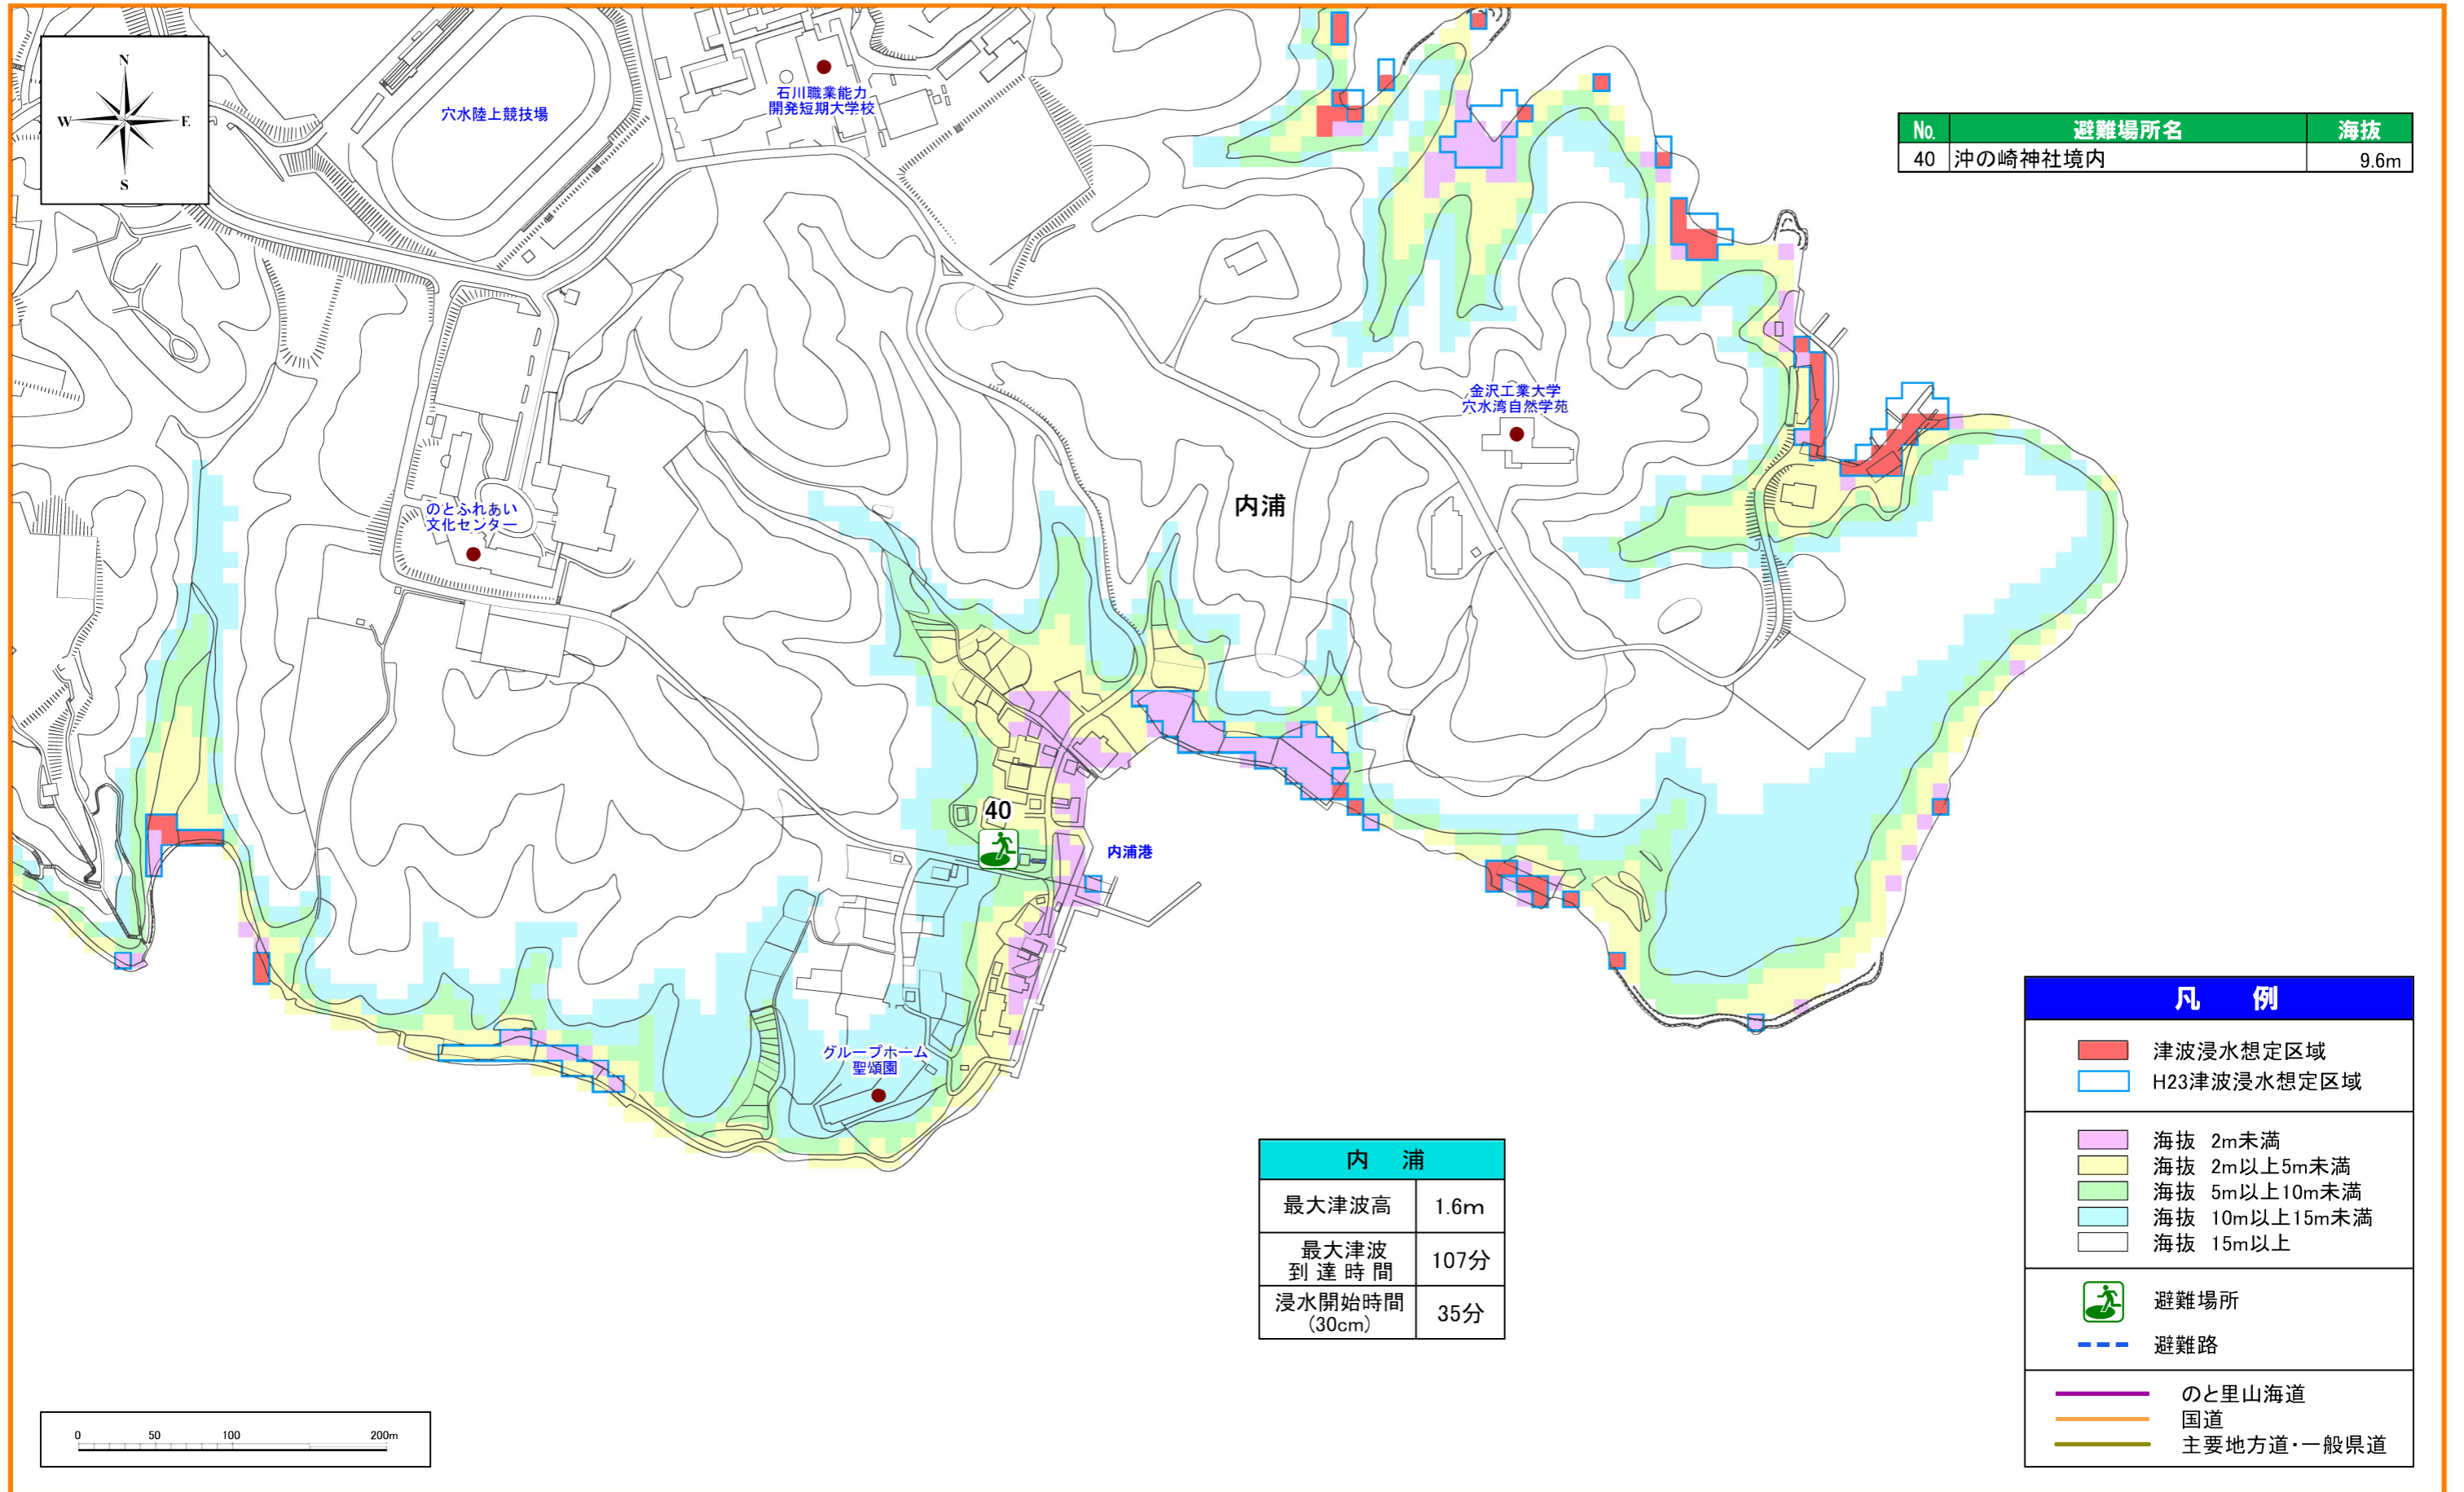 N
W
E
S
穴水陸上競技場
石川職業能力
開発短期大学校
No. 避難場所名 海抜
40 沖の崎神社境内 9.6m
金沢工業大学
穴水湾自然学苑
内浦
のとふれあい
文化センター
40
内浦港
グループホーム
聖頌園
内 浦
最大津波高 1.6m
最大津波
到達時間 107分
浸水開始時間
(30cm) 35分
凡 例
津波浸水想定区域
H23津波浸水想定区域
海抜 2m未満
海抜 2m以上5m未満
海抜 5m以上10m未満
海抜 10m以上15m未満
海抜 15m以上
避難場所
避難路
のと里山海道
国道
主要地方道・一般県道
0 50 100 200m